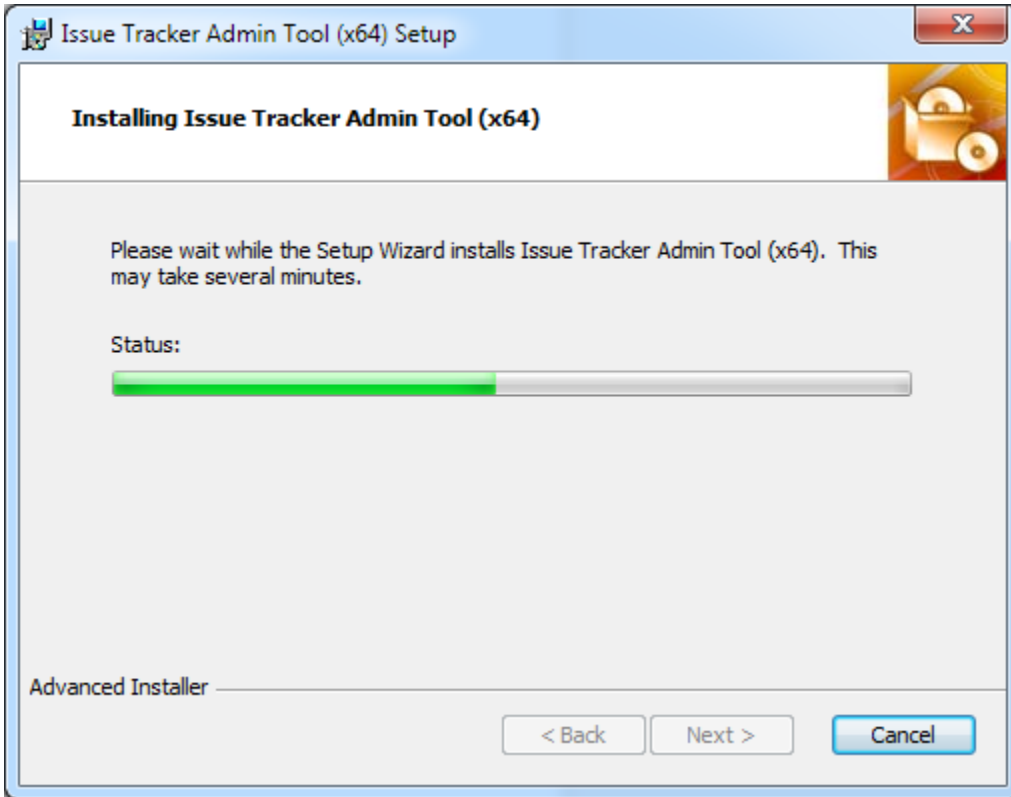 Issue Tracker Admin Tool (x64) Setup
Installing Issue Tracker Admin Tool (x64)
Please wait while the Setup Wizard installs Issue Tracker Admin Tool (x64).  This
may take several minutes.
Status:
Advanced Installer
< Back
Next >
Cancel